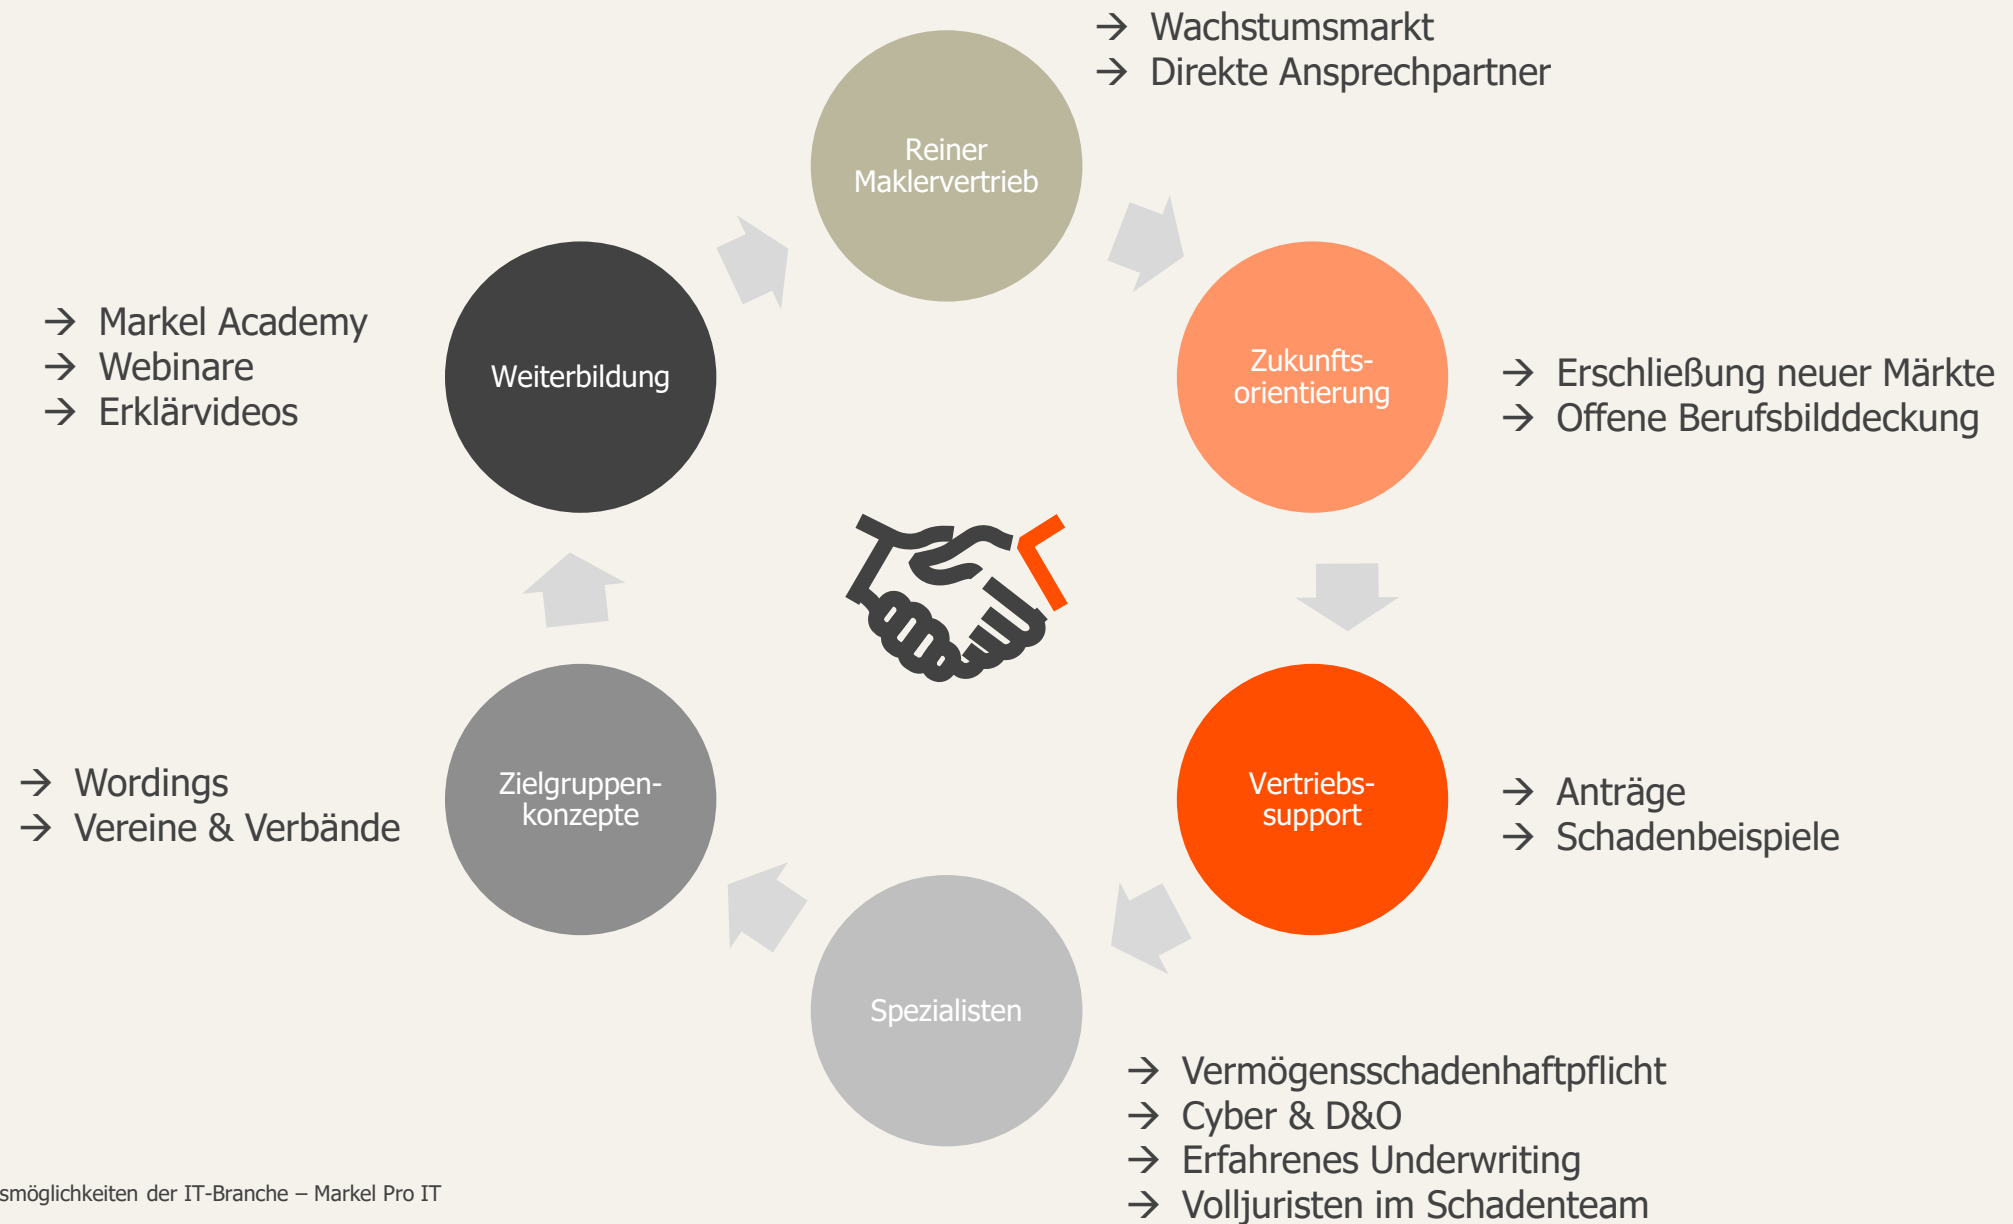 → Wachstumsmarkt
→ Direkte Ansprechpartner
Reiner
Maklervertrieb
Zukunfts-
orientierung
→ Erschließung neuer Märkte
→ Offene Berufsbilddeckung
Vertriebs-
support
→ Anträge
→ Schadenbeispiele
Spezialisten
→ Vermögensschadenhaftpflicht
→ Cyber & D&O
→ Erfahrenes Underwriting
→ Volljuristen im Schadenteam
Zielgruppen-
konzepte
→ Wordings
→ Vereine & Verbände
Weiterbildung
→ Markel Academy
→ Webinare
→ Erklärvideos
smöglichkeiten der IT-Branche – Markel Pro IT